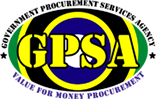 GOVERNMENT PROCUREMENT SERVICES AGENCY
GPSA
VALUE FOR MONEY PROCUREMENT